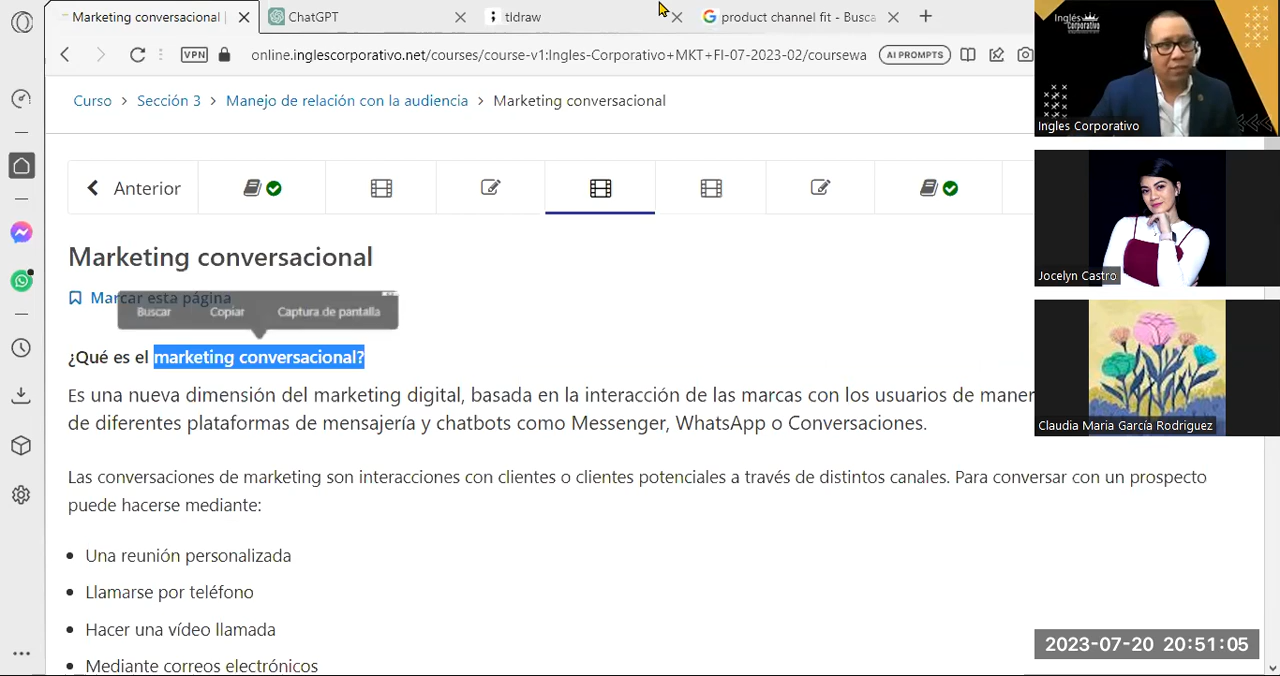 Marketing conversacional |
ChatGPT
tldraw
product channel fit - Busca
VPN
online.inglescorporativo.net/courses/course-v1:Ingles-Corporativo+MKT+FI-07-2023-02/coursewa
AI PROMPTS
Curso > Sección 3 > Manejo de relación con la audiencia > Marketing conversacional
Anterior
Marketing conversacional
Marcar esta página
Buscar Copiar Captura de pantalla
¿Qué es el marketing conversacional?
Es una nueva dimensión del marketing digital, basada en la interacción de las marcas con los usuarios de maner
de diferentes plataformas de mensajería y chatbots como Messenger, WhatsApp o Conversaciones.
Las conversaciones de marketing son interacciones con clientes o clientes potenciales a través de distintos canales. Para conversar con un prospecto
puede hacerse mediante:
Una reunión personalizada
Llamarse por teléfono
Hacer una vídeo llamada
Mediante correos electrónicos
Inglés
Corporativo
Ingles Corporativo
Jocelyn Castro
Claudia Maria García Rodriguez
2023-07-20 20:51:05